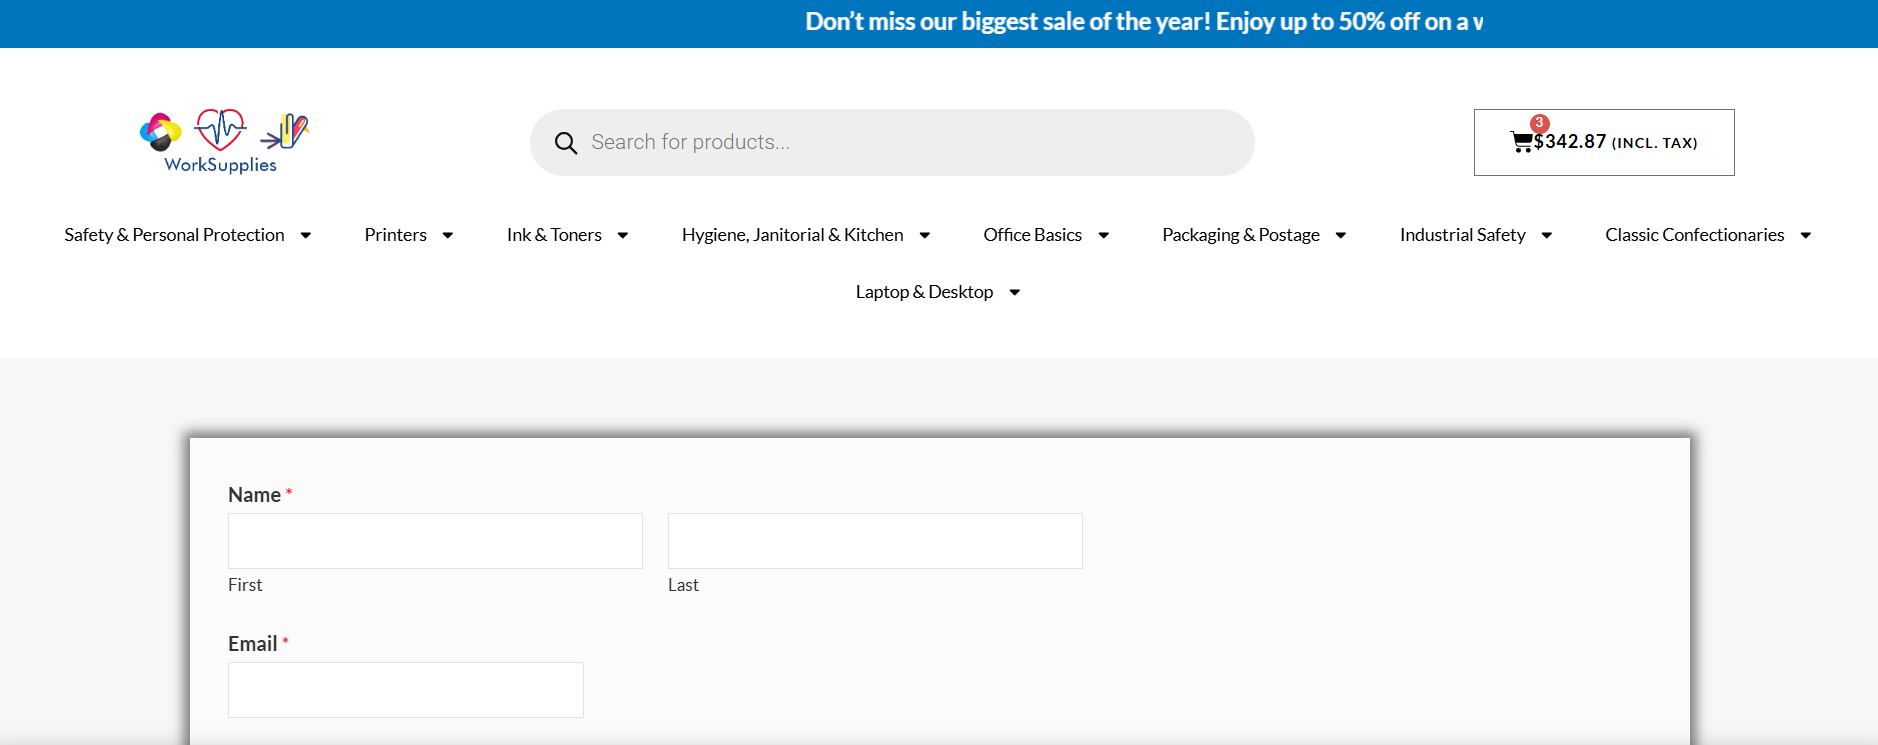 Don’t miss our biggest sale of the year! Enjoy up to 50% off on a
WorkSupplies
Search for products...
3
$342.87 (INCL. TAX)
Safety & Personal Protection Printers Ink & Toners Hygiene, Janitorial & Kitchen Office Basics Packaging & Postage Industrial Safety Classic Confectionaries
Laptop & Desktop
Name *
First Last
Email *